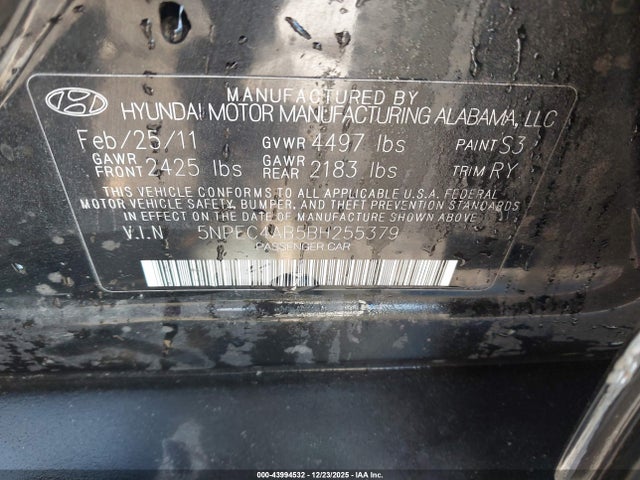 MANUFACTURED BY
HYUNDAI MOTOR MANUFACTURING ALABAMA, LLC
Feb/25/11 GVWR 4497 lbs PAINT S3
GAWR FRONT 2425 lbs GAWR REAR 2183 lbs TRIM RY
THIS VEHICLE CONFORMS TO ALL APPLICABLE U.S.A. FEDERAL
MOTOR VEHICLE SAFETY, BUMPER, AND THEFT PREVENTION STANDARDS
IN EFFECT ON THE DATE OF MANUFACTURE SHOWN ABOVE.
V.I.N 5NPEC4AB5BH255379
PASSENGER CAR
000-43994532 - 12/23/2025 - IAA Inc.